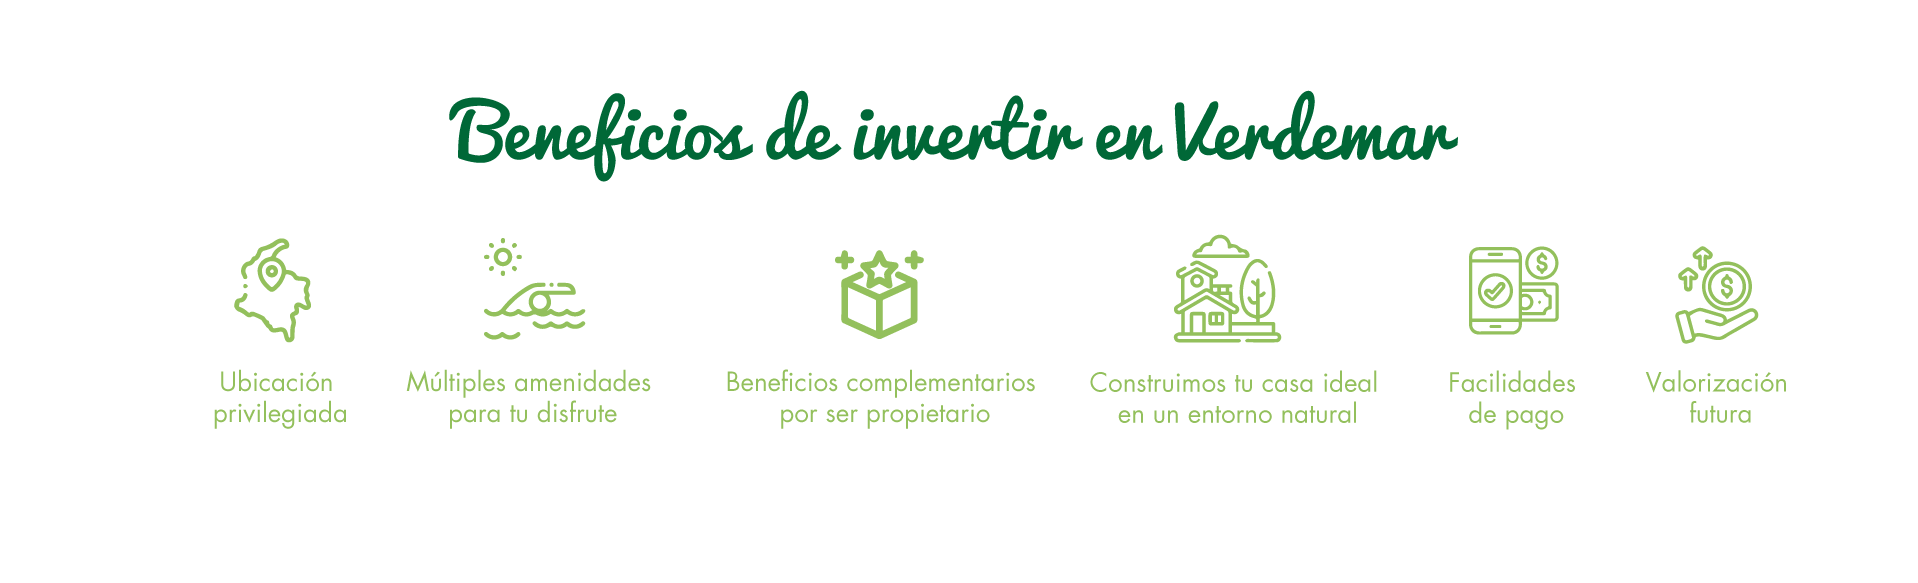 Beneficios de invertir en Verdemar
Ubicación
privilegiada
Múltiples amenidades
para tu disfrute
Beneficios complementarios
por ser propietario
Construimos tu casa ideal
en un entorno natural
Facilidades
de pago
Valorización
futura